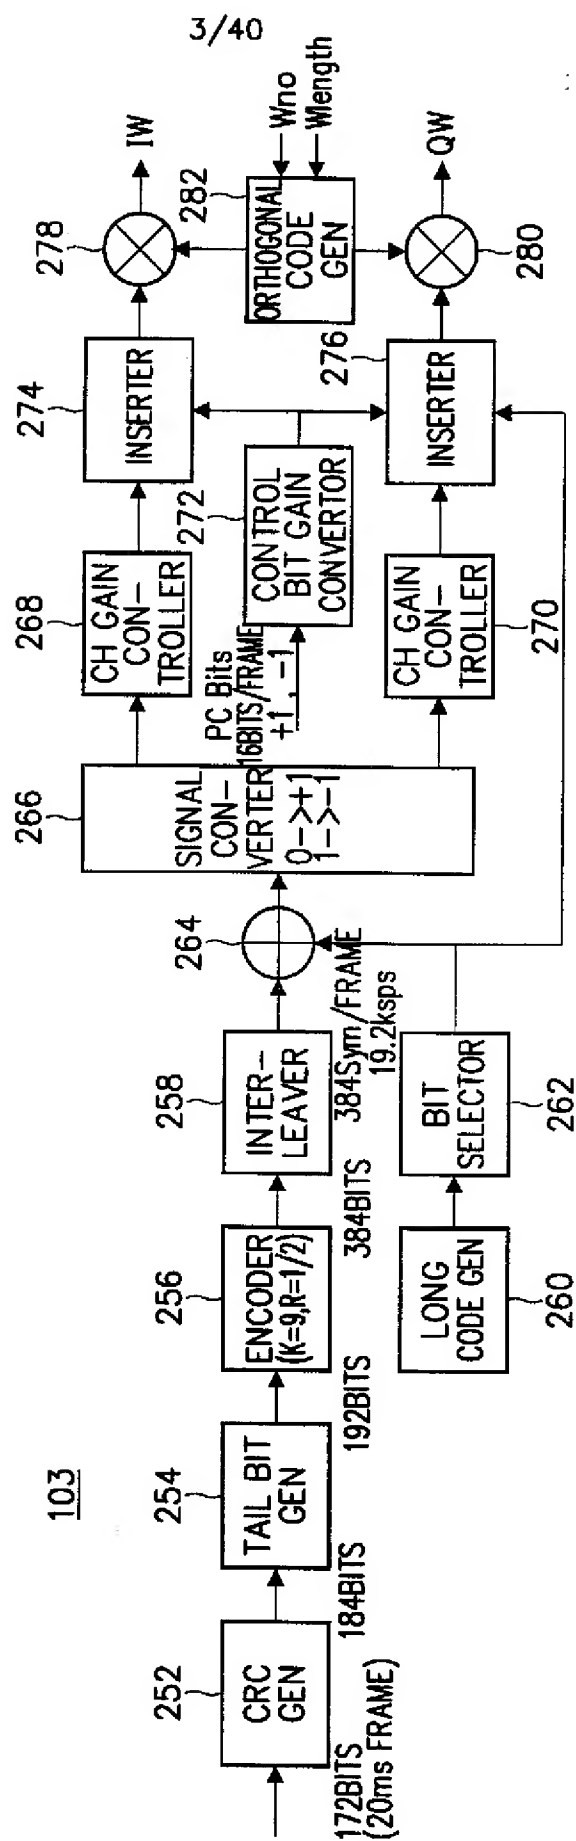 3/40
103
172BITS
(20ms FRAME)
252
CRC
GEN
184BITS
254
TAIL BIT
GEN
192BITS
256
ENCODER
(K=9,R=1/2)
384BITS
258
INTER-
LEAVER
384Sym/FRAME
19.2ksps
260
LONG
CODE GEN
262
BIT
SELECTOR
264
266
SIGNAL
CON-
VERTER
0->+1
1->-1
268
CH GAIN
CON-
TROLLER
PC Bits
16BITS/FRAME
+1, -1
272
CONTROL
BIT GAIN
CONVERTOR
270
CH GAIN
CON-
TROLLER
274
INSERTER
276
INSERTER
278
IW
282
ORTHOGONAL
CODE
GEN
Wno
Wlength
280
QW